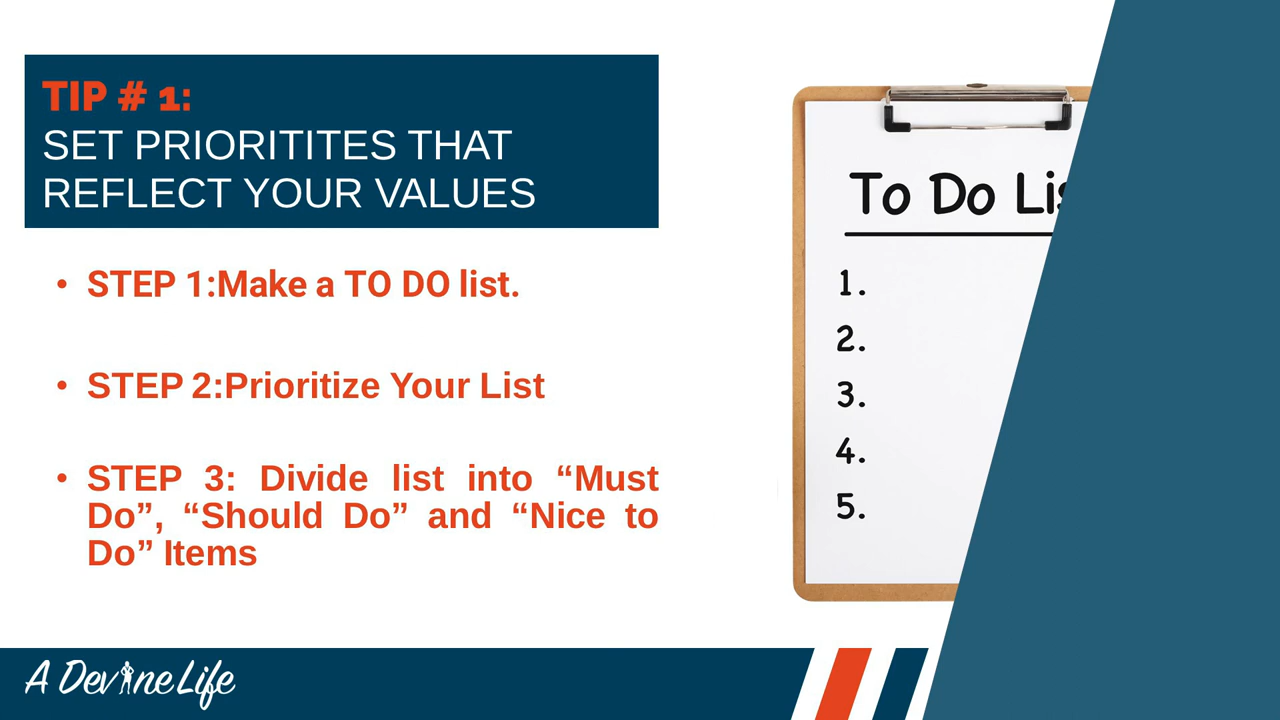 TIP # 1:
SET PRIORITITES THAT
REFLECT YOUR VALUES
• STEP 1:Make a TO DO list.
• STEP 2:Prioritize Your List
• STEP 3: Divide list into “Must
Do”, “Should Do” and “Nice to
Do” Items
To Do Lis
1.
2.
3.
4.
5.
A Devine Life